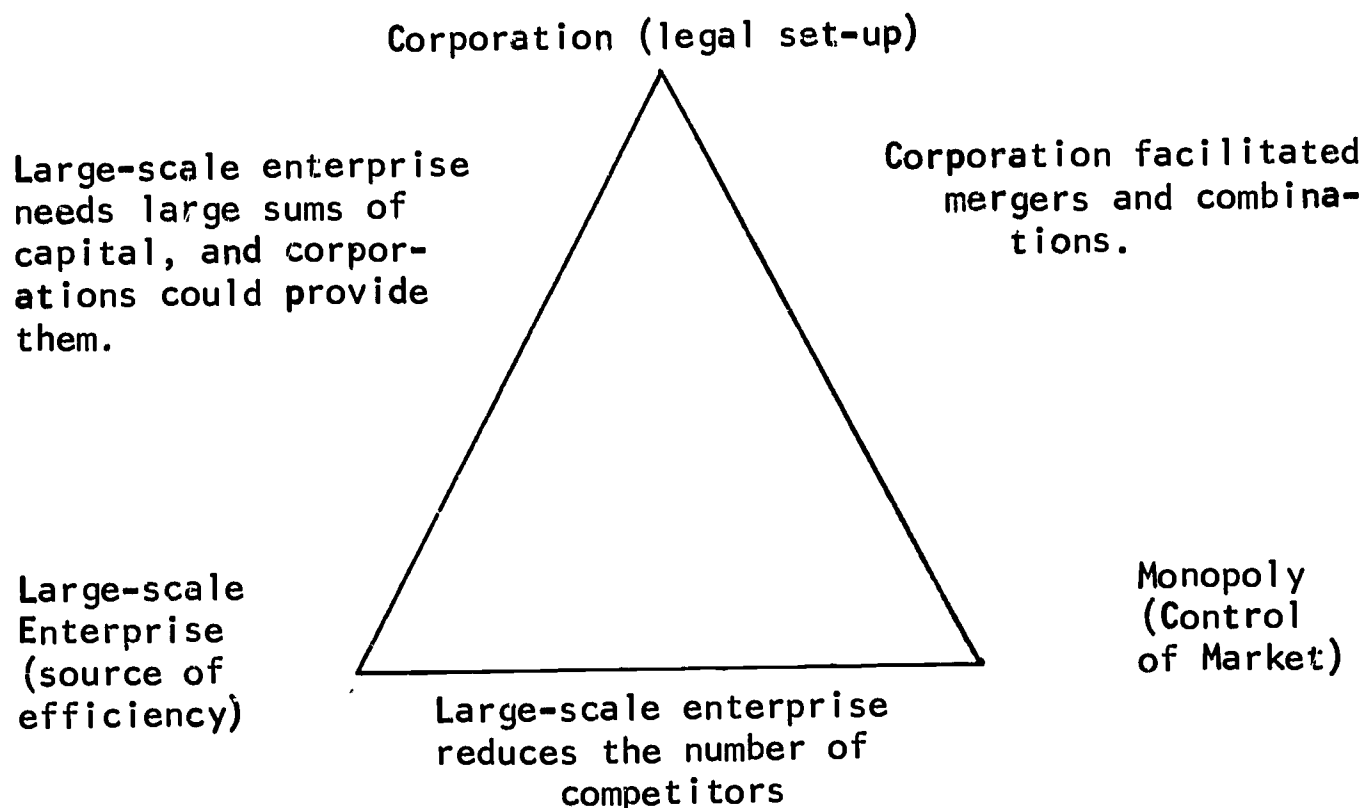 Corporation (legal set-up)
Large-scale enterprise
needs large sums of
capital, and corpor-
ations could provide
them.
Corporation facilitated
mergers and combina-
tions.
Large-scale
Enterprise
(source of
efficiency)
Monopoly
(Control
of Market)
Large-scale enterprise
reduces the number of
competitors